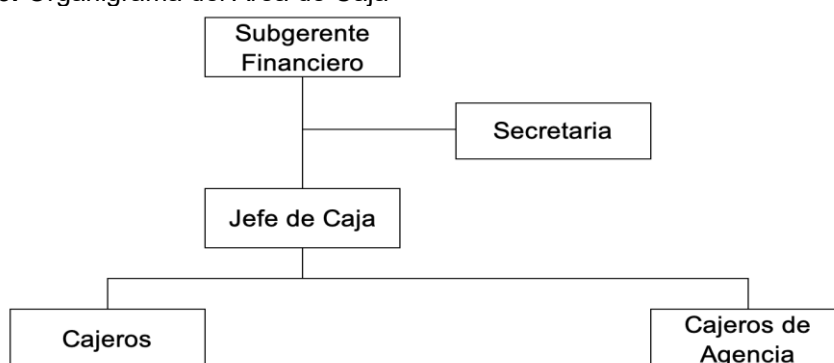 Organigrama del Área de Caja
Subgerente
Financiero
Secretaria
Jefe de Caja
Cajeros
Cajeros de
Agencia